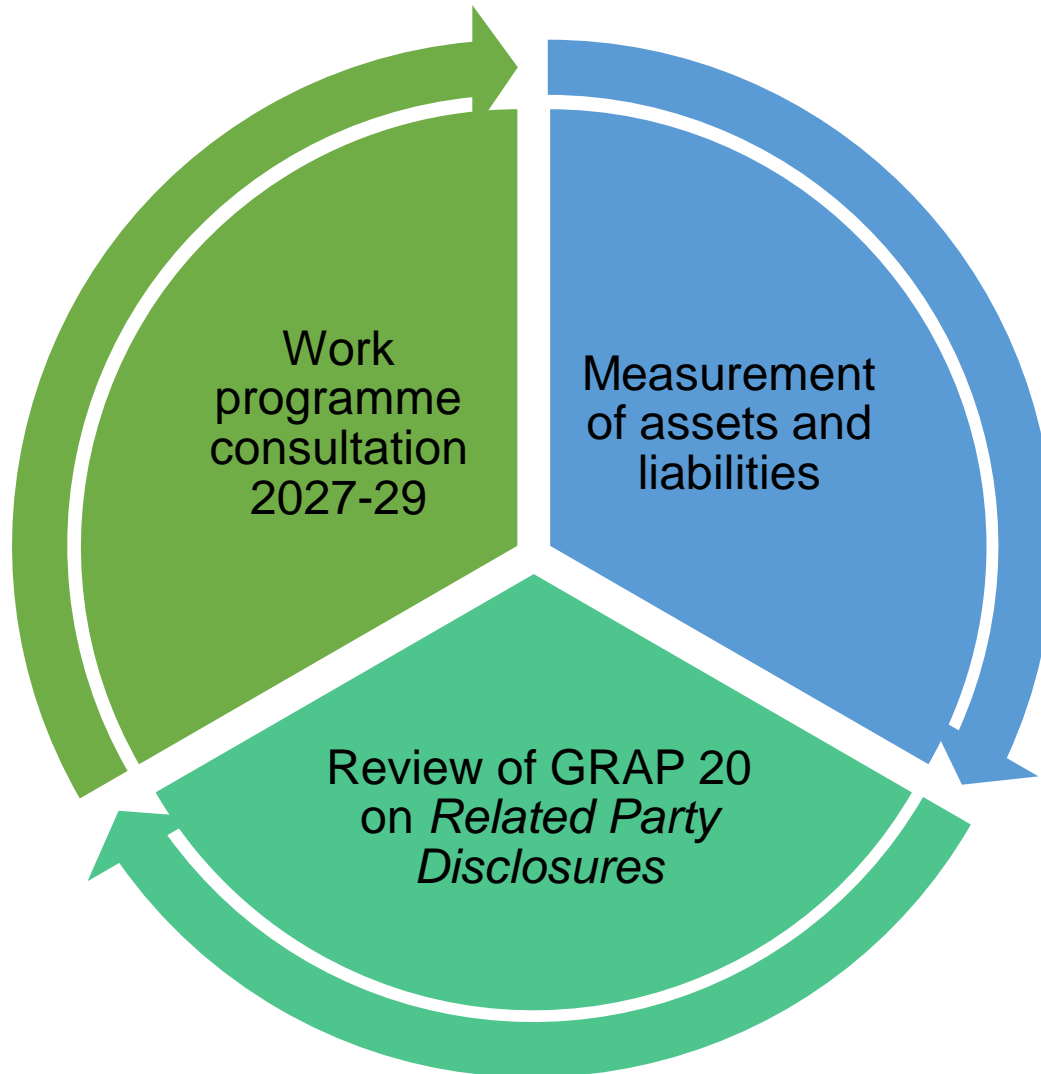 Work
programme
consultation
2027-29
Measurement
of assets and
liabilities
Review of GRAP 20
on Related Party
Disclosures